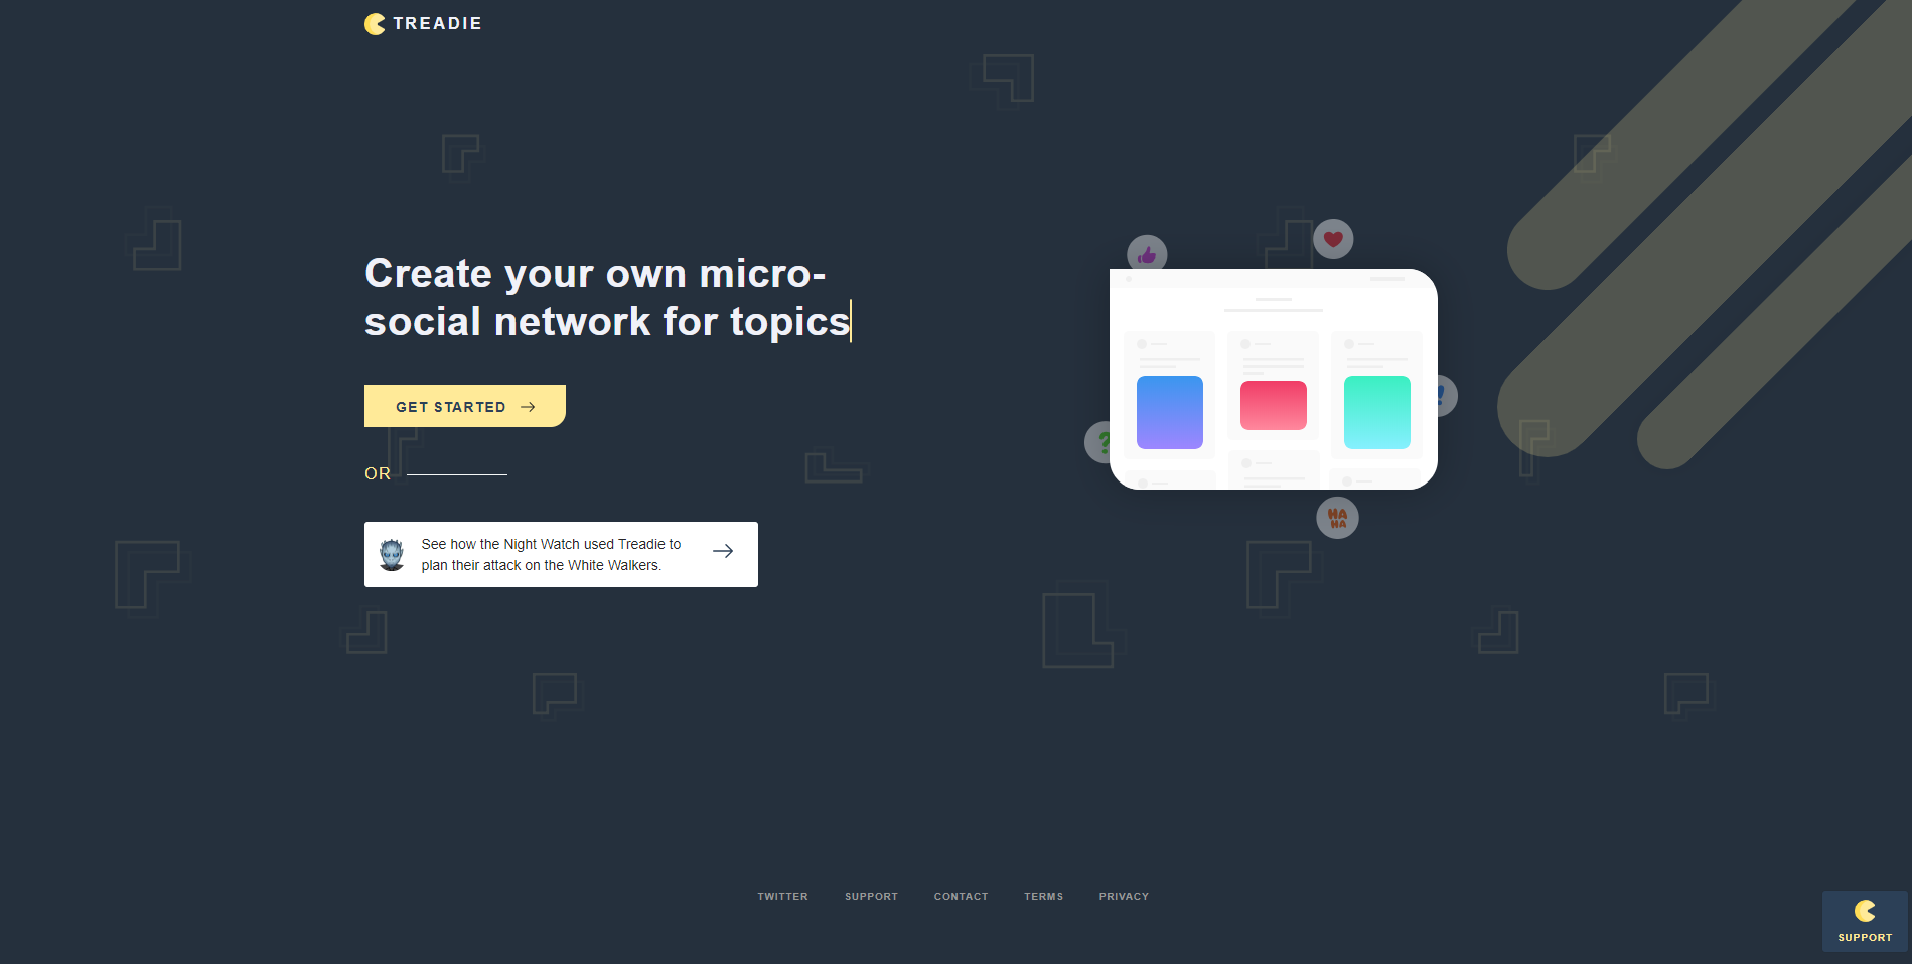 TREADIE
Create your own micro-
social network for topics
GET STARTED
OR
See how the Night Watch used Treadie to
plan their attack on the White Walkers.
?
!
HA
HA
TWITTER SUPPORT CONTACT TERMS PRIVACY
SUPPORT